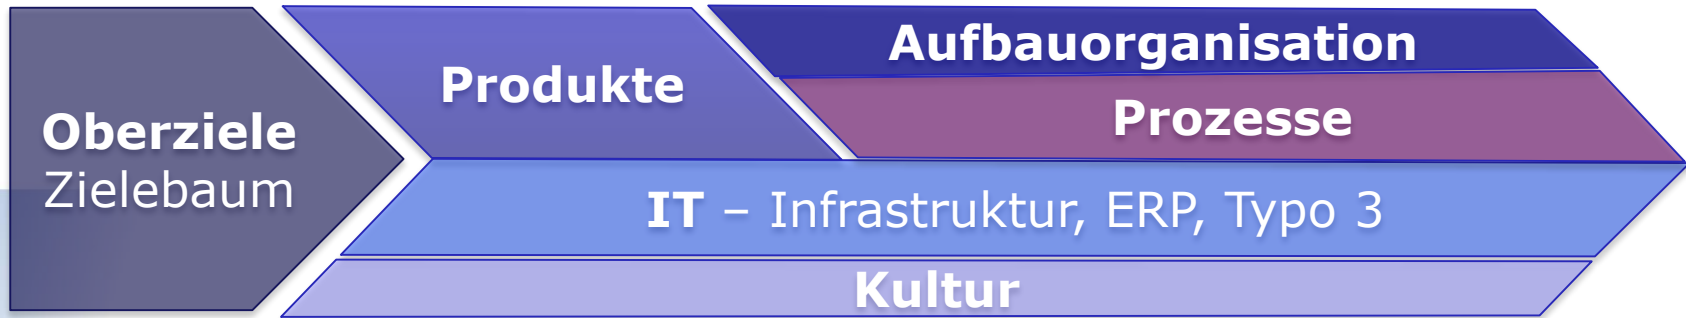 Oberziele
Zielebaum
Produkte
Aufbauorganisation
Prozesse
IT – Infrastruktur, ERP, Typo 3
Kultur